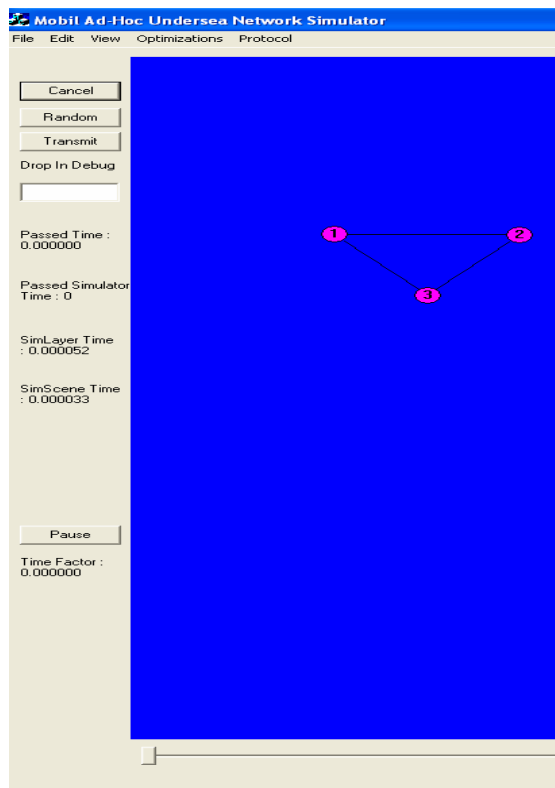 Mobil Ad-Hoc Undersea Network Simulator
File Edit View Optimizations Protocol
Cancel
Random
Transmit
Drop In Debug
Passed Time :
0.000000
Passed Simulator
Time : 0
SimLayer Time
: 0.000052
SimScene Time
: 0.000033
Pause
Time Factor :
0.000000
1
2
3